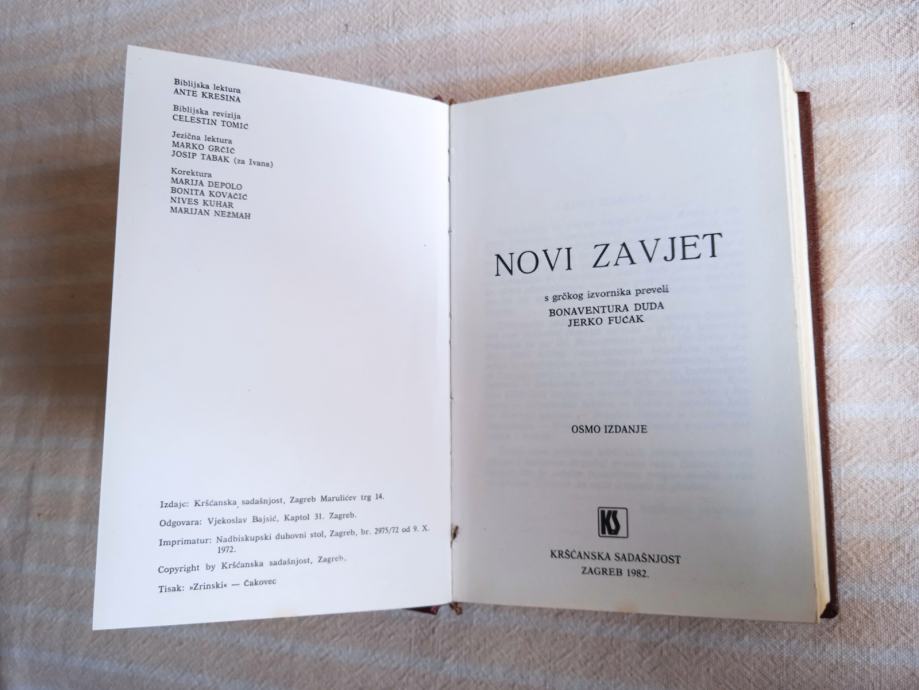 Biblijska lektura
ANTE KRESINA
Biblijska revizija
CELESTIN TOMIĆ
Jezična lektura
MARKO GRČIĆ
JOSIP TABAK (za Ivana)
Korektura
MARIJA DEPOLO
BONITA KOVAČIĆ
NIVES KUHAR
MARIJAN NEŽMAH
Izdaje: Kršćanska sadašnjost, Zagreb Marulićev trg 14.
Odgovara: Vjekoslav Bajsić, Kaptol 31. Zagreb.
Imprimatur: Nadbiskupski duhovni stol, Zagreb, br. 2975/72 od 9. X.
1972.
Copyright by Kršćanska sadašnjost, Zagreb.
Tisak: »Zrinski« — Čakovec
NOVI ZAVJET
s grčkog izvornika preveli
BONAVENTURA DUDA
JERKO FUĆAK
OSMO IZDANJE
KS
KRŠĆANSKA SADAŠNJOST
ZAGREB 1982.